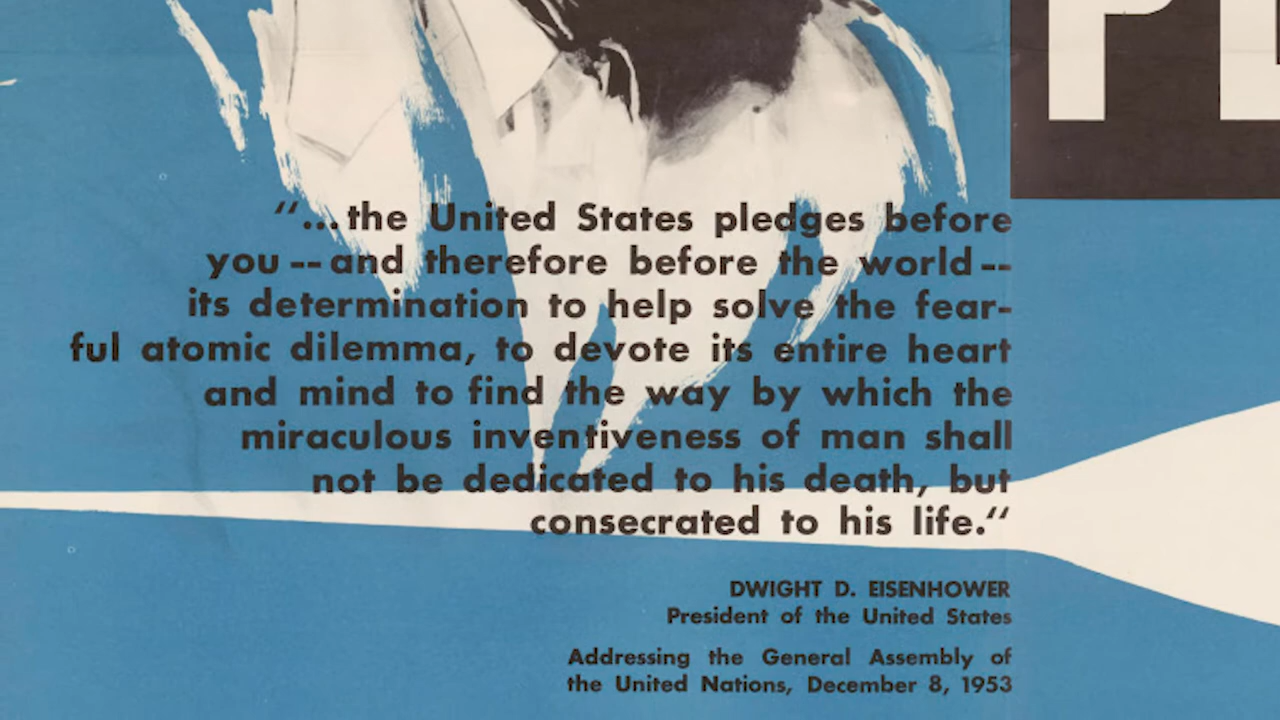 “... the United States pledges before
you -- and therefore before the world --
its determination to help solve the fear-
ful atomic dilemma, to devote its entire heart
and mind to find the way by which the
miraculous inventiveness of man shall
not be dedicated to his death, but
consecrated to his life.“
DWIGHT D. EISENHOWER
President of the United States
Addressing the General Assembly of
the United Nations, December 8, 1953